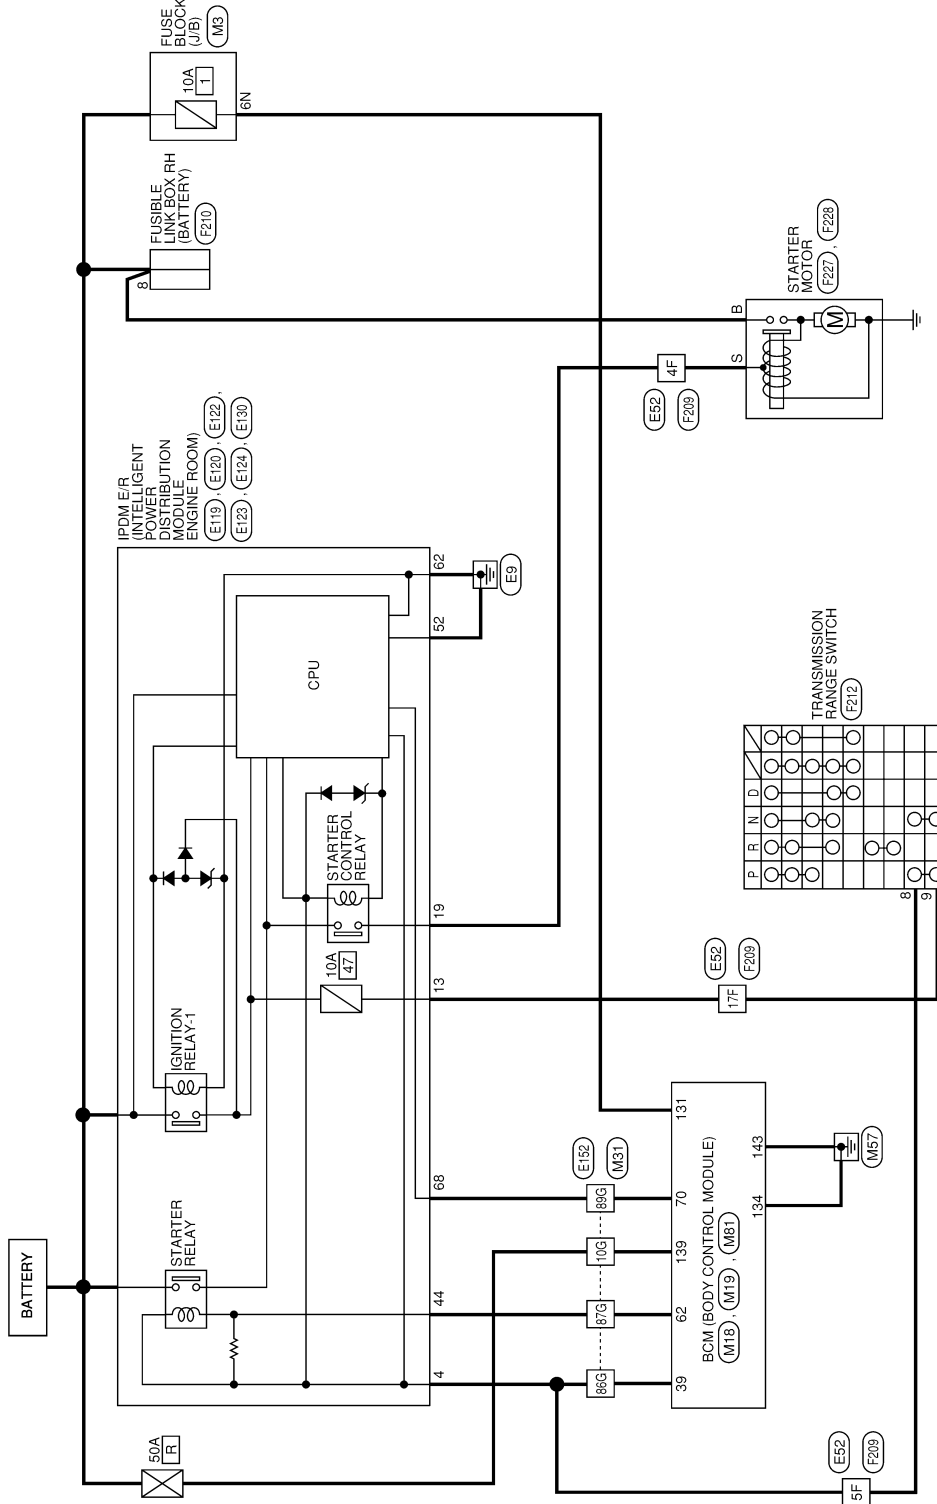 FUSE
BLOCK
(J/B)
M3
10A
1
6N
FUSIBLE
LINK BOX RH
(BATTERY)
F210
8
STARTER
MOTOR
F227 , F228
B
S
M
4F
E52
F209
IPDM E/R
(INTELLIGENT
POWER
DISTRIBUTION
MODULE
ENGINE ROOM)
E119 , E120 , E122 ,
E123 , E124 , E130
CPU
62
52
E9
TRANSMISSION
RANGE SWITCH
F212
P R N D
8
9
STARTER
CONTROL
RELAY
19
10A
47
13
E52
F209
17F
IGNITION
RELAY-1
STARTER
RELAY
BATTERY
68
44
4
E152
M31
89G
10G
87G
86G
131
70
139
62
39
BCM (BODY CONTROL MODULE)
M18 , M19 , M81
143
134
M57
50A
R
E52
F209
5F